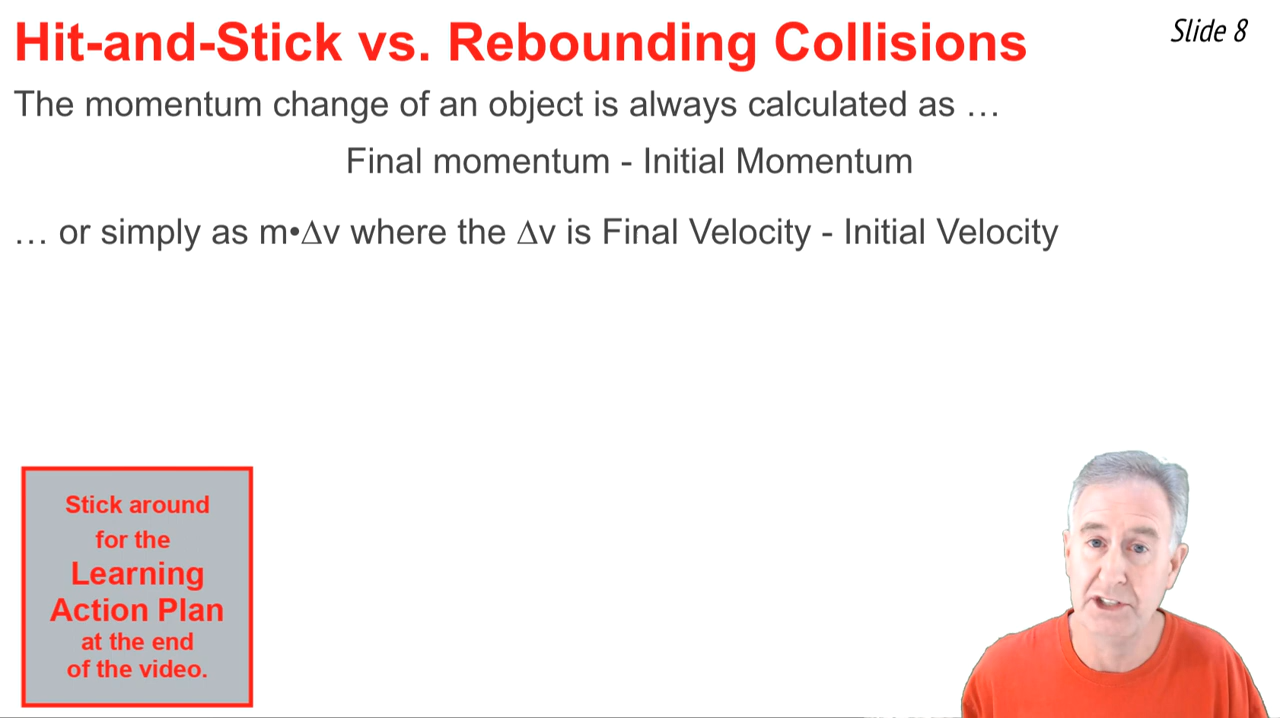 Hit-and-Stick vs. Rebounding Collisions
Slide 8
The momentum change of an object is always calculated as …
Final momentum - Initial Momentum
… or simply as m•Δv where the Δv is Final Velocity - Initial Velocity
Stick around
for the
Learning
Action Plan
at the end
of the video.